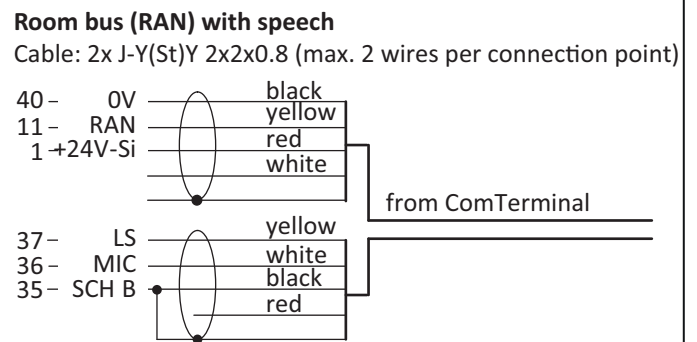 Room bus (RAN) with speech
Cable: 2x J-Y(St)Y 2x2x0.8 (max. 2 wires per connection point)
40 – 0V black
11 – RAN yellow
1 – +24V-Si red
white
from ComTerminal
37 – LS yellow
36 – MIC white
35 – SCH B black
red